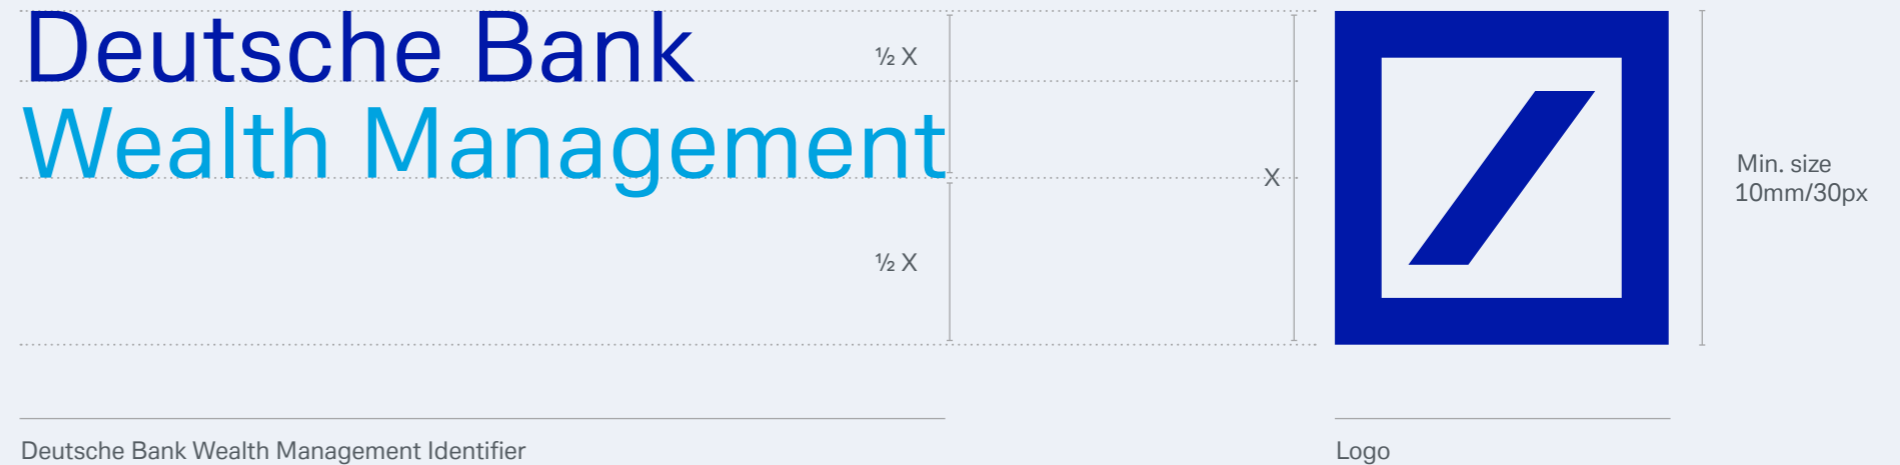 Deutsche Bank
Wealth Management
½ X
½ X
X
Min. size
10mm/30px
Deutsche Bank Wealth Management Identifier
Logo